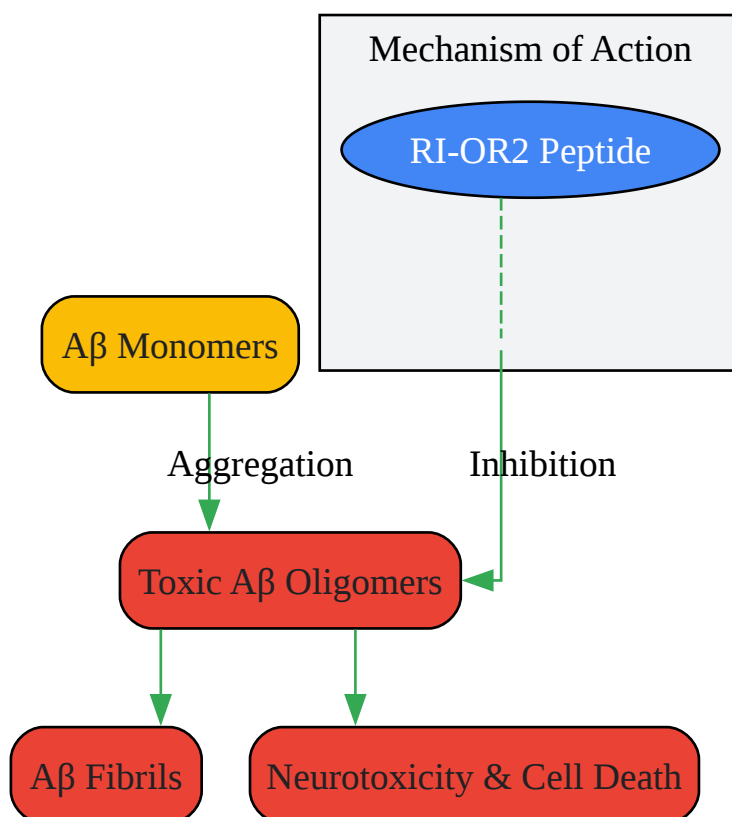 Mechanism of Action
RI-OR2 Peptide
Aβ Monomers
Aggregation
Inhibition
Toxic Aβ Oligomers
Aβ Fibrils
Neurotoxicity & Cell Death